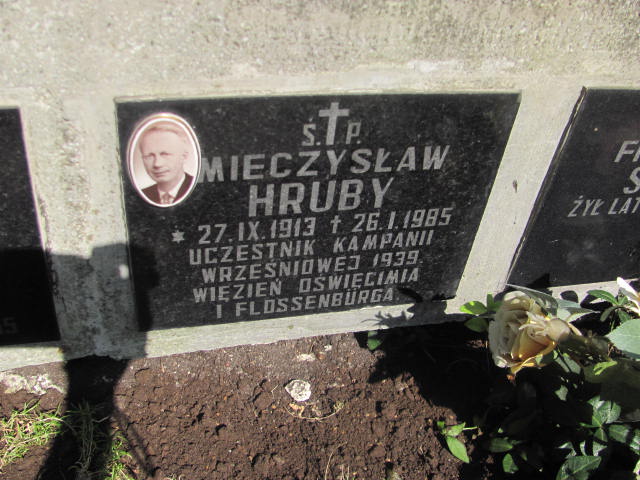 Ś. P.
MIECZYSŁAW
HRUBY
* 27.IX.1913 † 26.I.1985
UCZESTNIK KAMPANII
WRZEŚNIOWEJ 1939
WIĘZIEŃ OŚWIĘCIMIA
I FLOSSENBURGA
ŻYŁ LAT